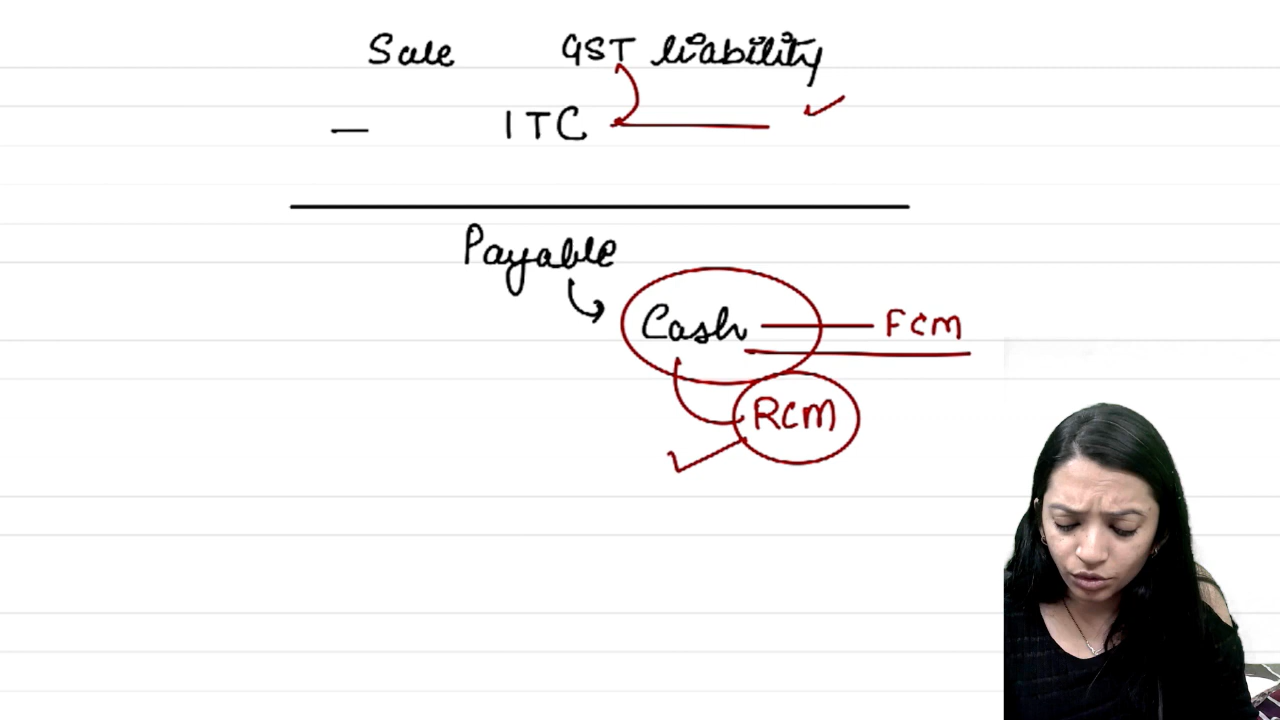 Sale GST liability
— ITC
Payable
Cash — FCM
RCM